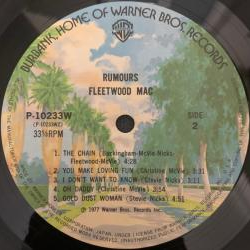 BURBANK, HOME OF WARNER BROS. RECORDS
RUMOURS
FLEETWOOD MAC
P-10233W
(P-10233W2)
33⅓RPM
SIDE
2
1 THE CHAIN (Buckingham-McVie-Nicks-
Fleetwood-McVie) 4:28
2 YOU MAKE LOVING FUN (Christine McVie) 3:31
3 I DON'T WANT TO KNOW (Stevie Nicks) 3:11
4 OH DADDY (Christine McVie)
5 GOLD DUST WOMAN (Stevie Nicks) 4:51
℗ 1977 Warner Bros. Records Inc.